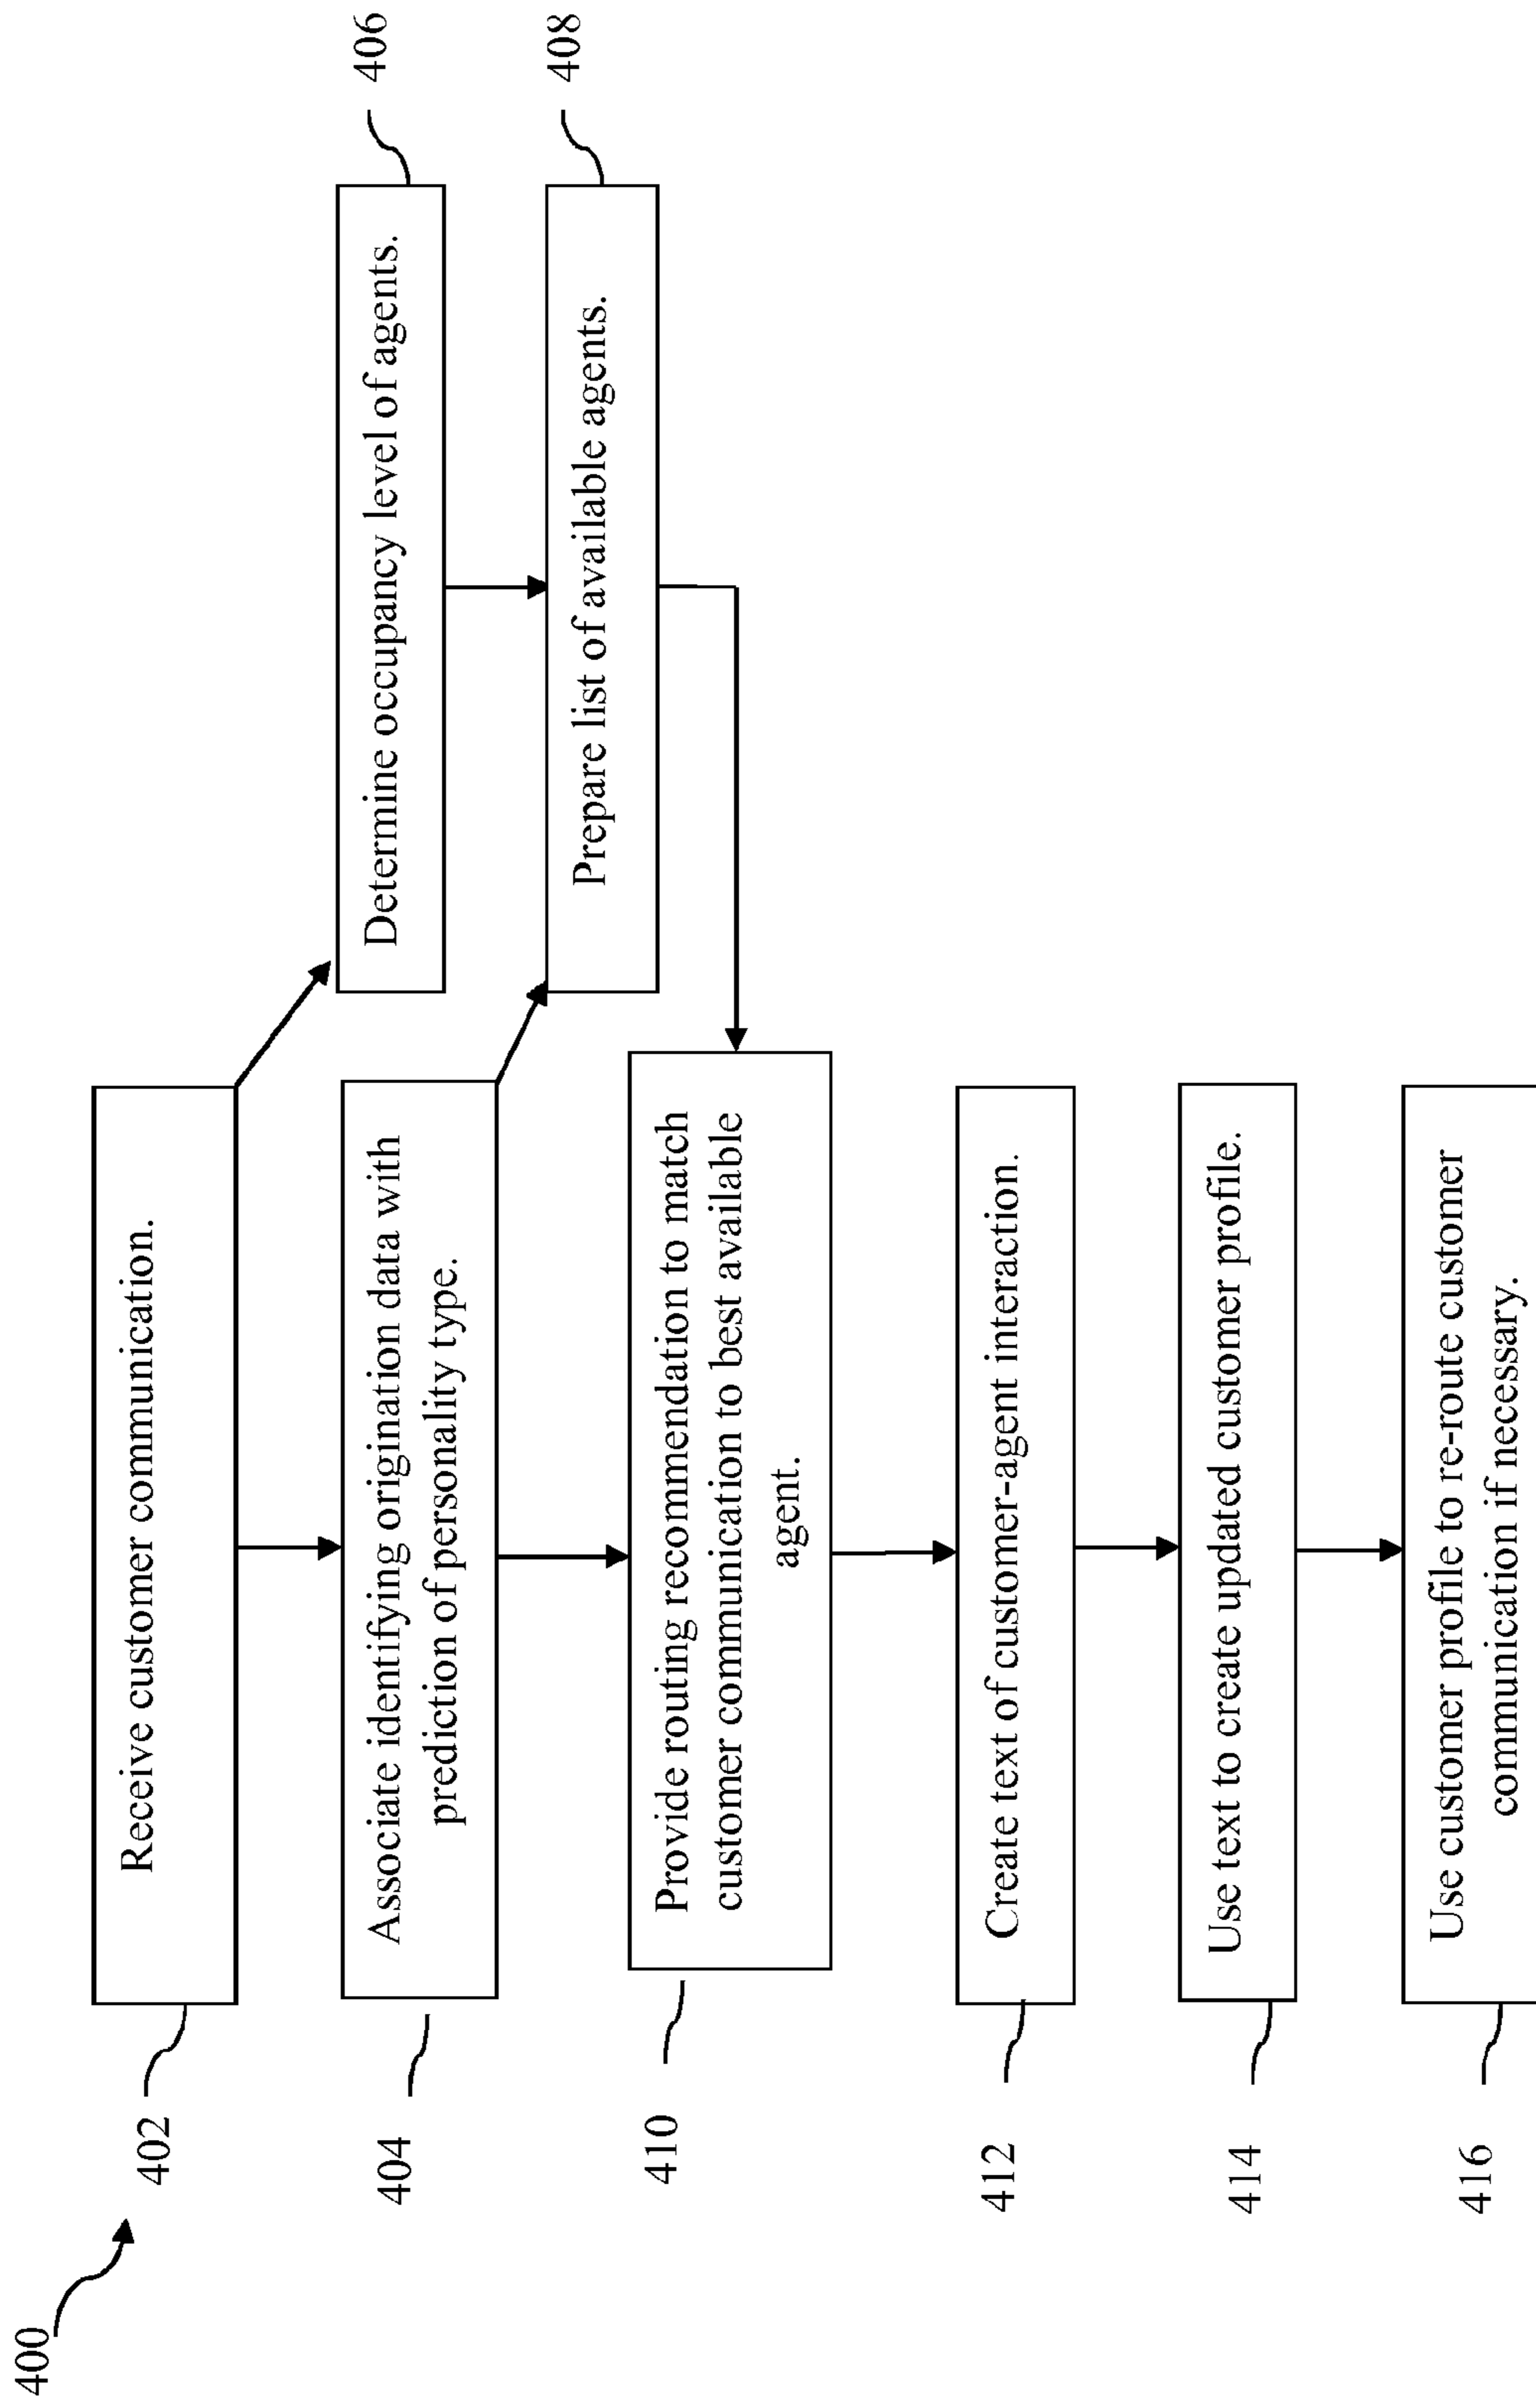 400
402
Receive customer communication.
404
Associate identifying origination data with
prediction of personality type.
Determine occupancy level of agents.
406
Prepare list of available agents.
408
410
Provide routing recommendation to match
customer communication to best available
agent.
412
Create text of customer-agent interaction.
414
Use text to create updated customer profile.
416
Use customer profile to re-route customer
communication if necessary.